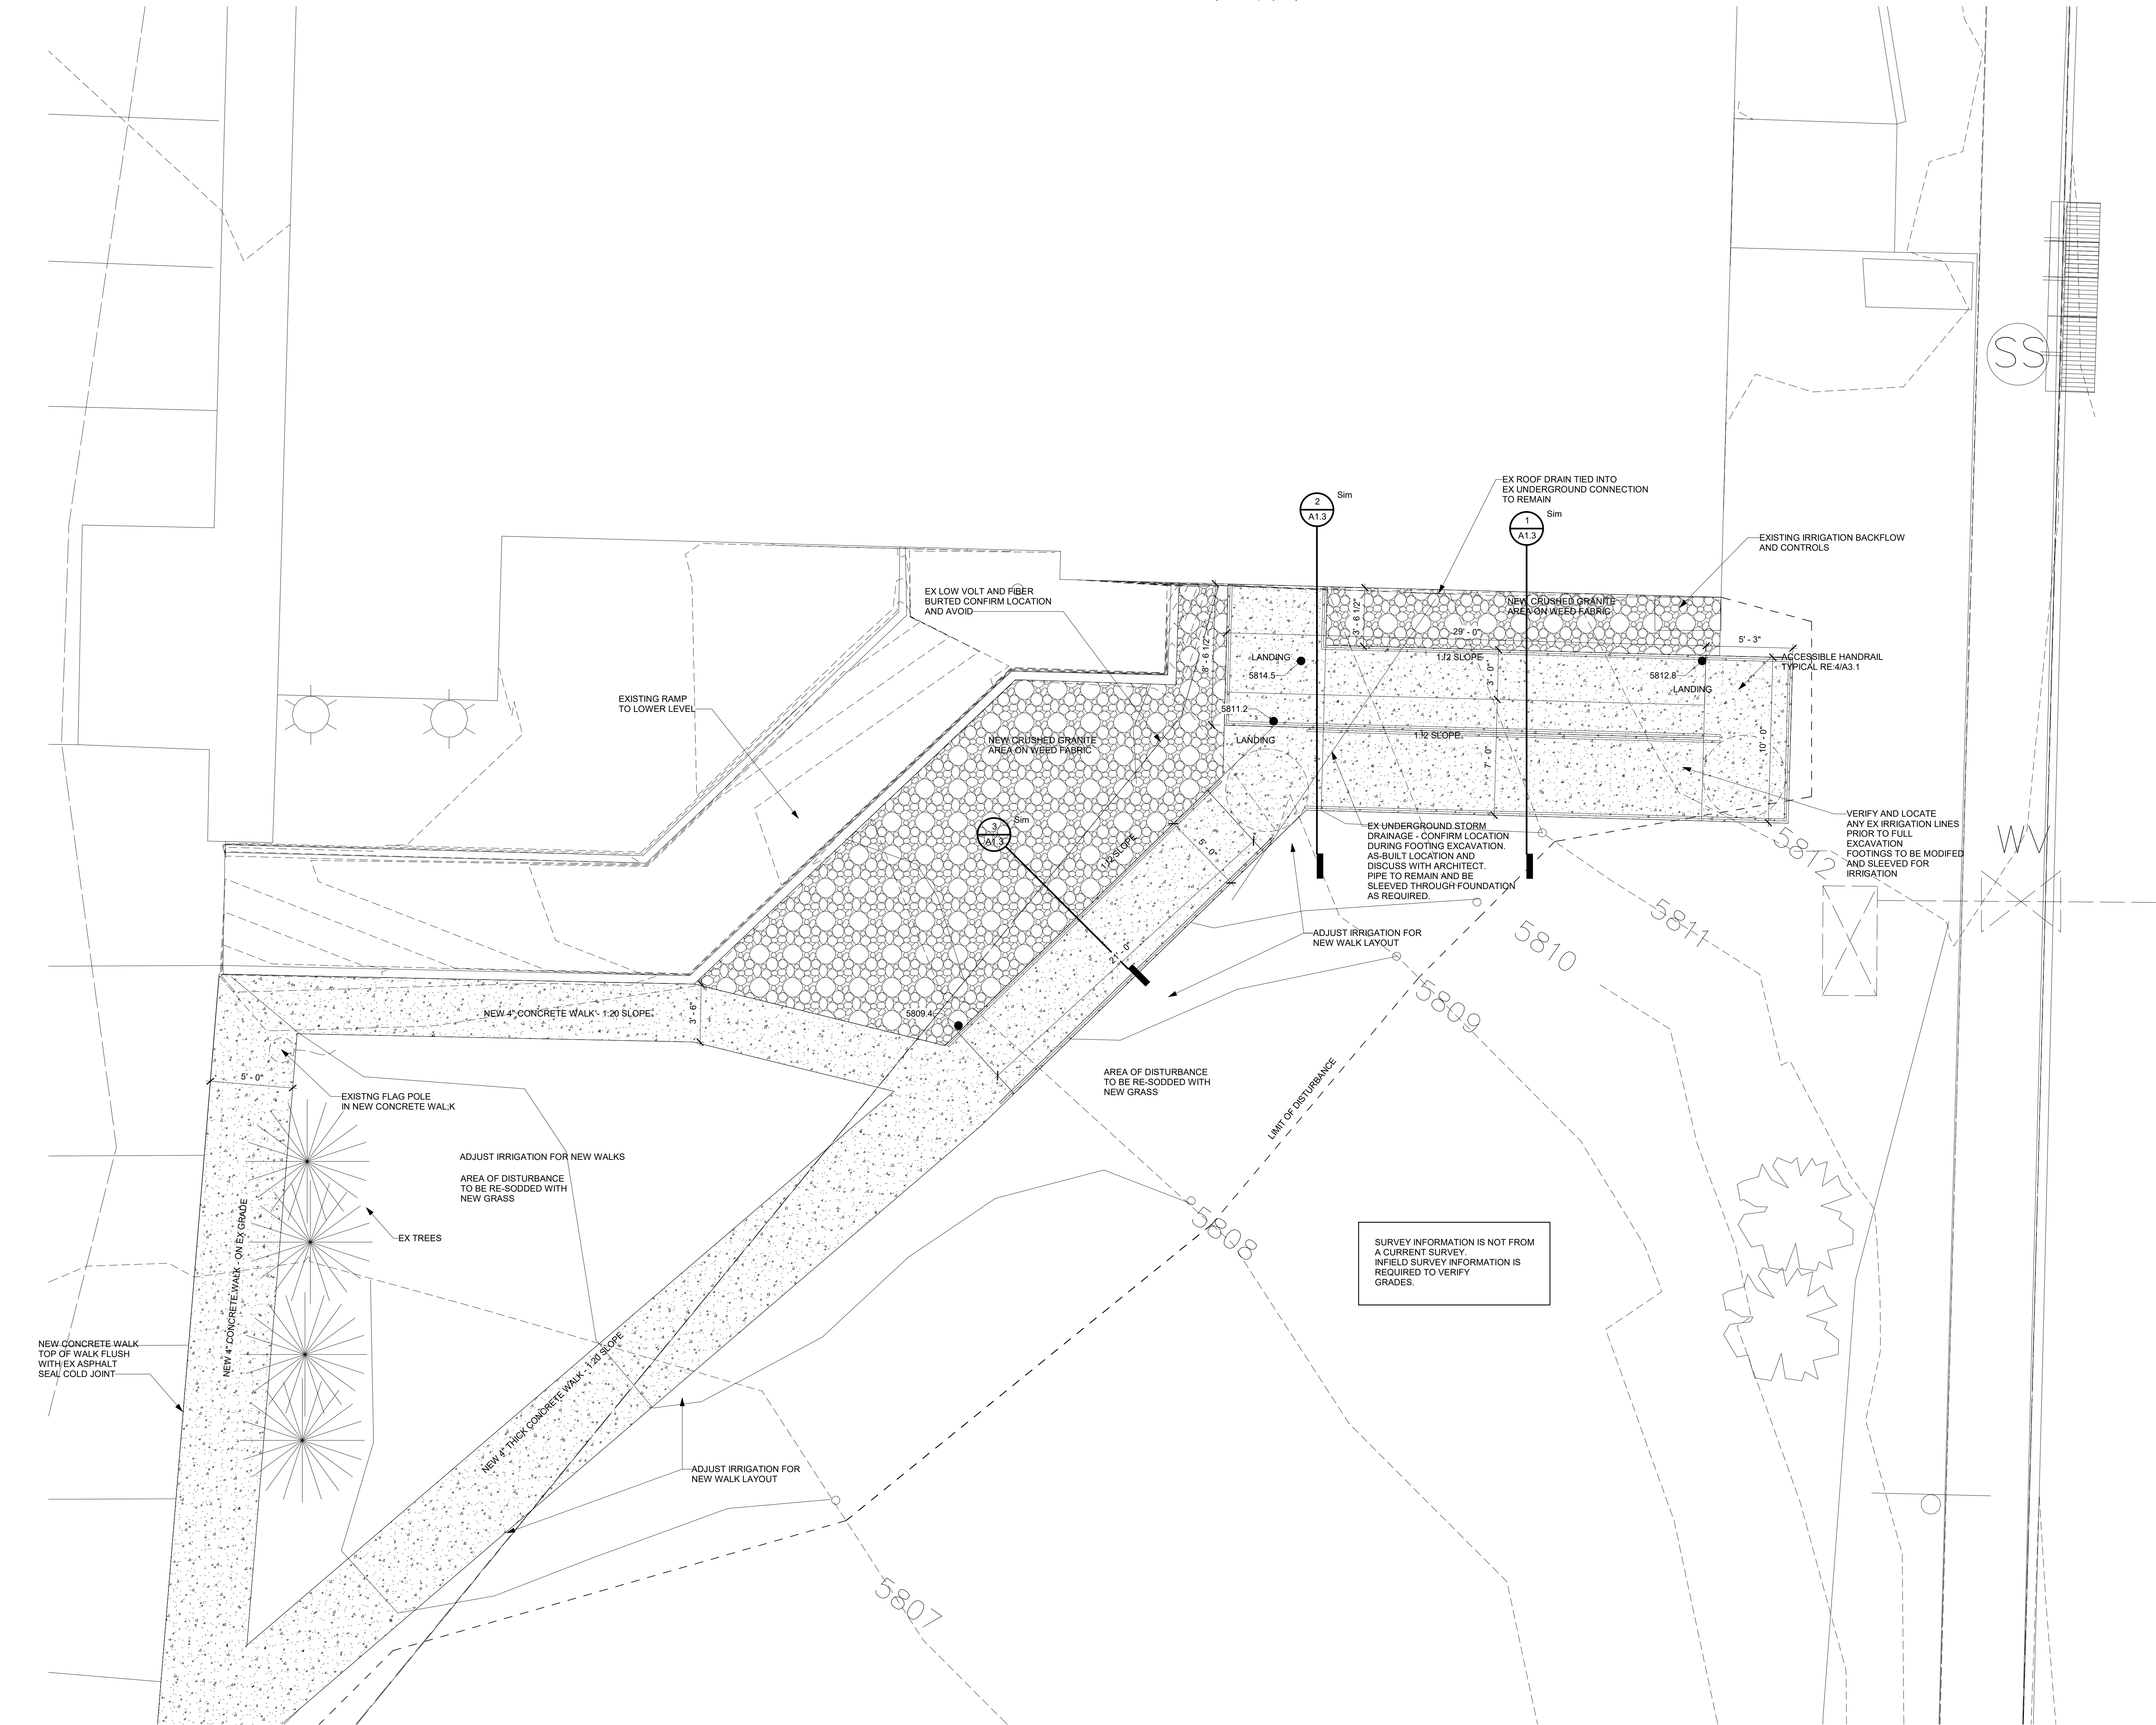 SS
2
A1.3
Sim
1
A1.3
Sim
EX ROOF DRAIN TIED INTO
EX UNDERGROUND CONNECTION
TO REMAIN
EXISTING IRRIGATION BACKFLOW
AND CONTROLS
EX LOW VOLT AND FIBER
BURTED CONFIRM LOCATION
AND AVOID
NEW CRUSHED GRANITE
AREA ON WEED FABRIC
3' - 6 1/2"
29' - 0"
5' - 3"
8' - 6 1/2"
LANDING
5814.5
1:12 SLOPE
3' - 0"
5812.8
LANDING
ACCESSIBLE HANDRAIL
TYPICAL RE:4/A3.1
EXISTING RAMP
TO LOWER LEVEL
5811.2
LANDING
1:12 SLOPE
7' - 0"
10' - 0"
NEW CRUSHED GRANITE
AREA ON WEED FABRIC
3
A1.3
Sim
1:12 SLOPE
5' - 0"
EX UNDERGROUND STORM
DRAINAGE - CONFIRM LOCATION
DURING FOOTING EXCAVATION.
AS-BUILT LOCATION AND
DISCUSS WITH ARCHITECT.
PIPE TO REMAIN AND BE
SLEEVED THROUGH FOUNDATION
AS REQUIRED.
VERIFY AND LOCATE
ANY EX IRRIGATION LINES
PRIOR TO FULL
EXCAVATION
FOOTINGS TO BE MODIFED
AND SLEEVED FOR
IRRIGATION
5812
WV
5811
5810
5809
ADJUST IRRIGATION FOR
NEW WALK LAYOUT
21' - 0"
NEW 4" CONCRETE WALK - 1:20 SLOPE
3' - 6"
5809.4
5' - 0"
EXISTNG FLAG POLE
IN NEW CONCRETE WAL;K
AREA OF DISTURBANCE
TO BE RE-SODDED WITH
NEW GRASS
LIMIT OF DISTURBANCE
ADJUST IRRIGATION FOR NEW WALKS
AREA OF DISTURBANCE
TO BE RE-SODDED WITH
NEW GRASS
EX TREES
5808
SURVEY INFORMATION IS NOT FROM
A CURRENT SURVEY.
INFIELD SURVEY INFORMATION IS
REQUIRED TO VERIFY
GRADES.
NEW 4" CONCRETE WALK - ON EX GRADE
NEW CONCRETE WALK
TOP OF WALK FLUSH
WITH EX ASPHALT
SEAL COLD JOINT
NEW 4" THICK CONCRETE WALK - 1:20 SLOPE
ADJUST IRRIGATION FOR
NEW WALK LAYOUT
5807